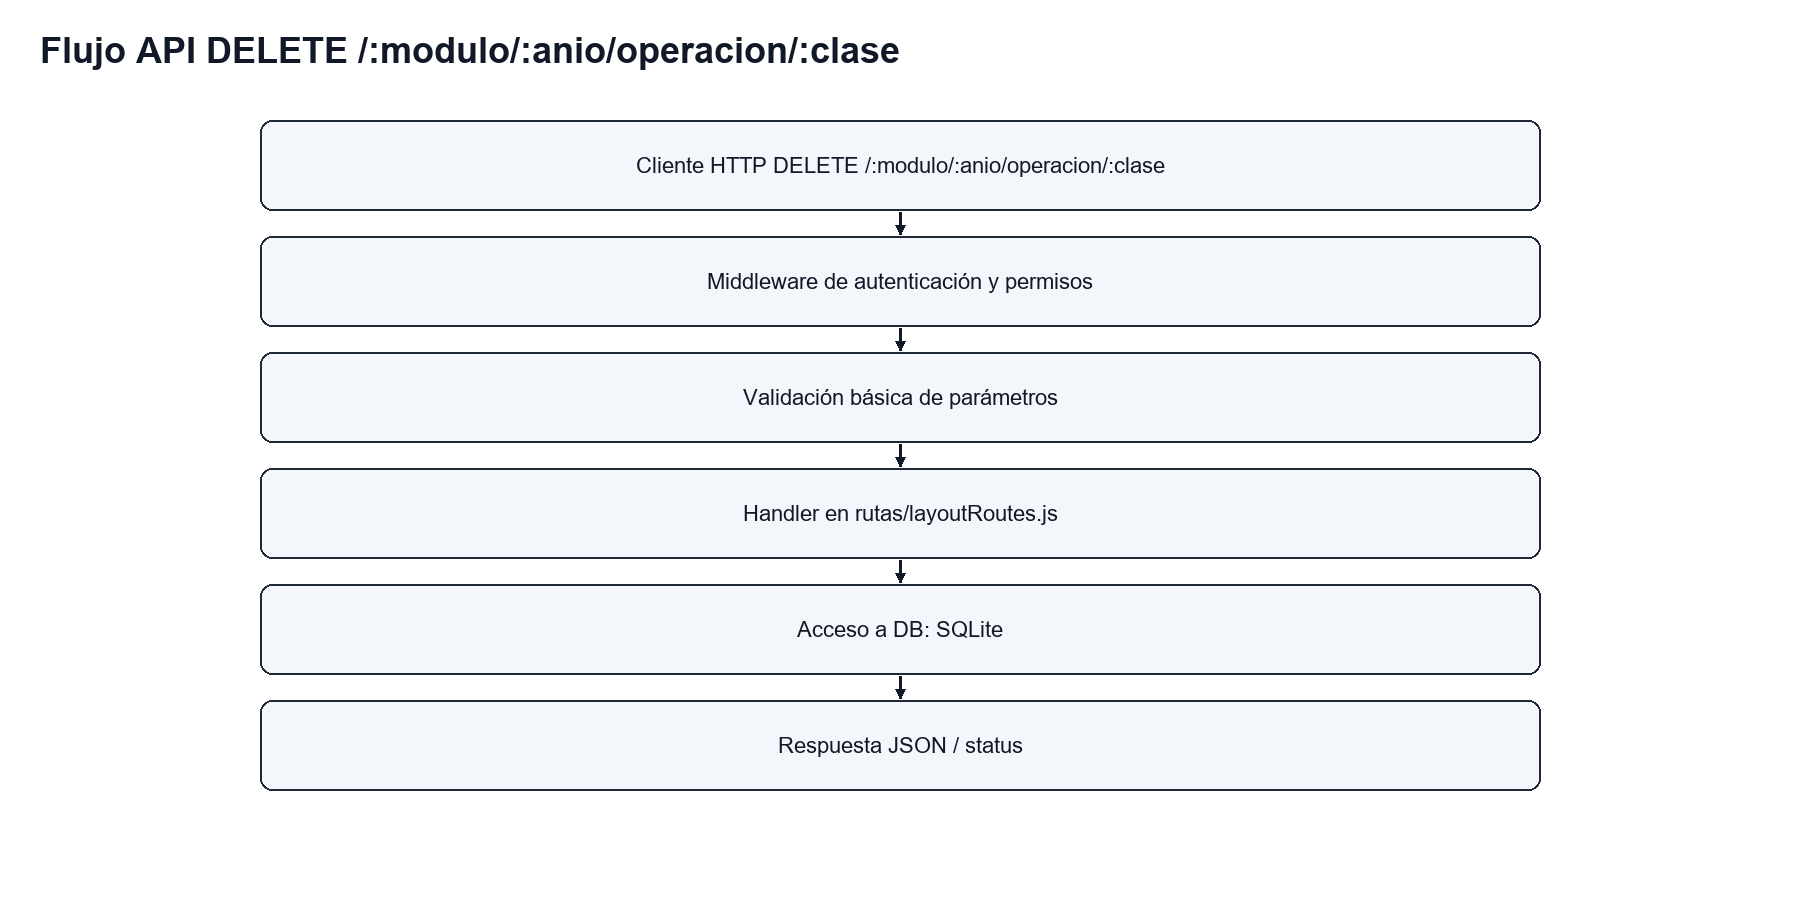 Flujo API DELETE /:modulo/:anio/operacion/:clase
Cliente HTTP DELETE /:modulo/:anio/operacion/:clase
Middleware de autenticación y permisos
Validación básica de parámetros
Handler en rutas/layoutRoutes.js
Acceso a DB: SQLite
Respuesta JSON / status